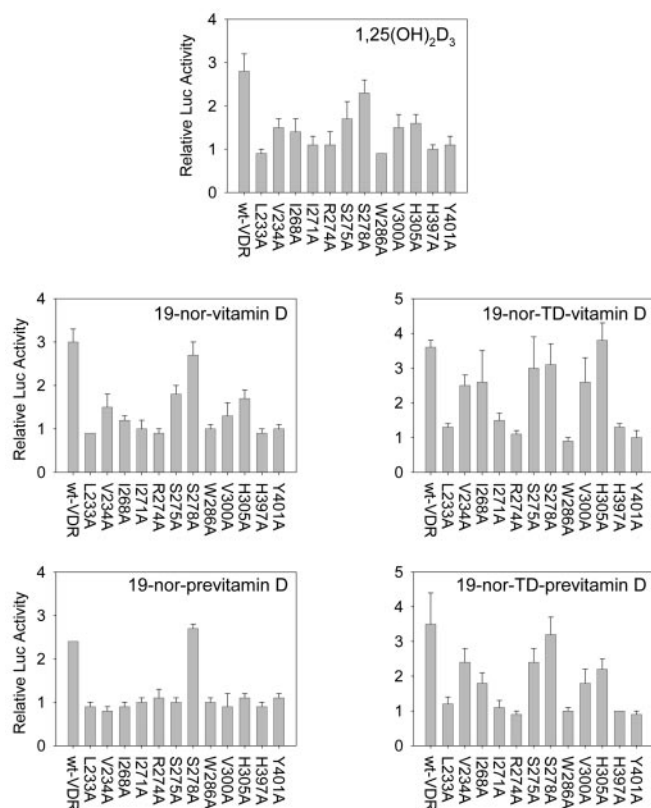 1,25(OH)₂D₃
Relative Luc Activity
4
3
2
1
0
wt-VDR
L233A
V234A
I268A
I271A
R274A
S275A
S278A
W286A
V300A
H305A
H397A
Y401A
19-nor-vitamin D
Relative Luc Activity
4
3
2
1
0
wt-VDR
L233A
V234A
I268A
I271A
R274A
S275A
S278A
W286A
V300A
H305A
H397A
Y401A
19-nor-TD-vitamin D
5
4
3
2
1
0
wt-VDR
L233A
V234A
I268A
I271A
R274A
S275A
S278A
W286A
V300A
H305A
H397A
Y401A
19-nor-previtamin D
Relative Luc Activity
4
3
2
1
0
wt-VDR
L233A
V234A
I268A
I271A
R274A
S275A
S278A
W286A
V300A
H305A
H397A
Y401A
19-nor-TD-previtamin D
5
4
3
2
1
0
wt-VDR
L233A
V234A
I268A
I271A
R274A
S275A
S278A
W286A
V300A
H305A
H397A
Y401A